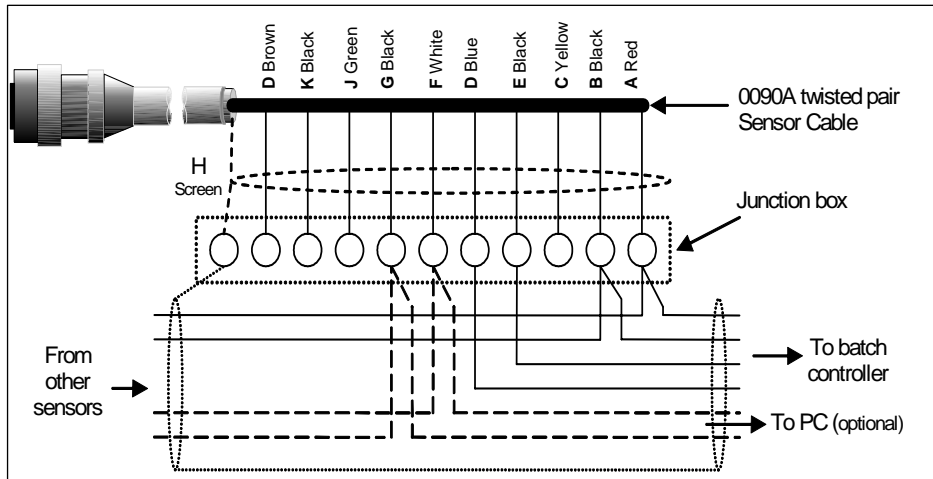 D Brown
K Black
J Green
G Black
F White
D Blue
E Black
C Yellow
B Black
A Red
0090A twisted pair
Sensor Cable
H
Screen
Junction box
From
other
sensors
To batch
controller
To PC (optional)